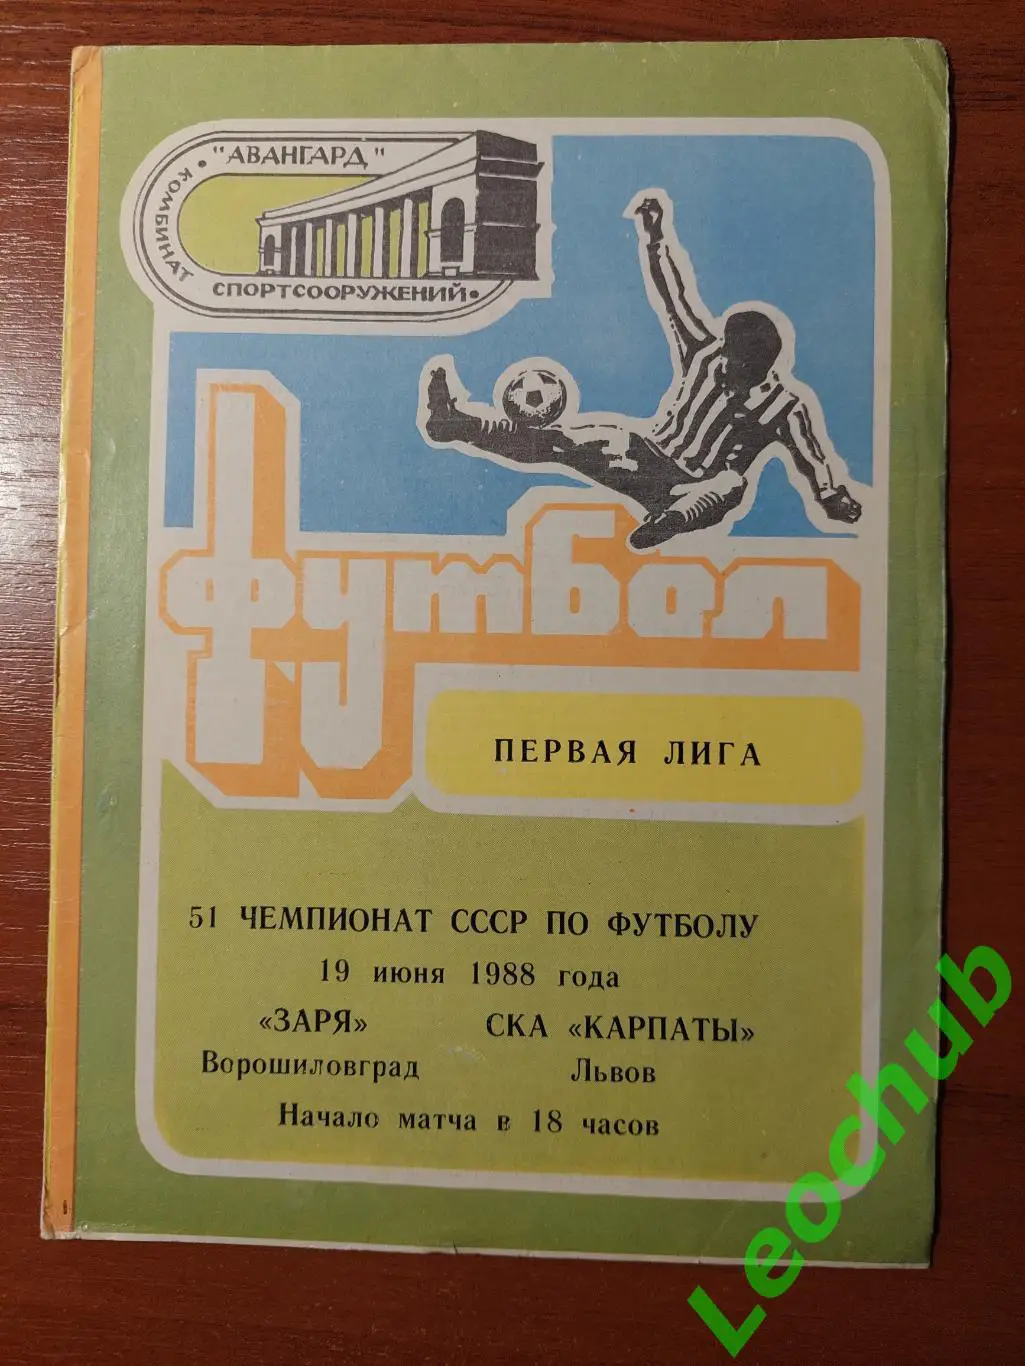 "АВАНГАРД"
КОМБИНАТ
СПОРТСООРУЖЕНИЙ
футбол
ПЕРВАЯ ЛИГА
51 ЧЕМПИОНАТ СССР ПО ФУТБОЛУ
19 июня 1988 года
«ЗАРЯ» СКА «КАРПАТЫ»
Ворошиловград Львов
Начало матча в 18 часов
Leochub